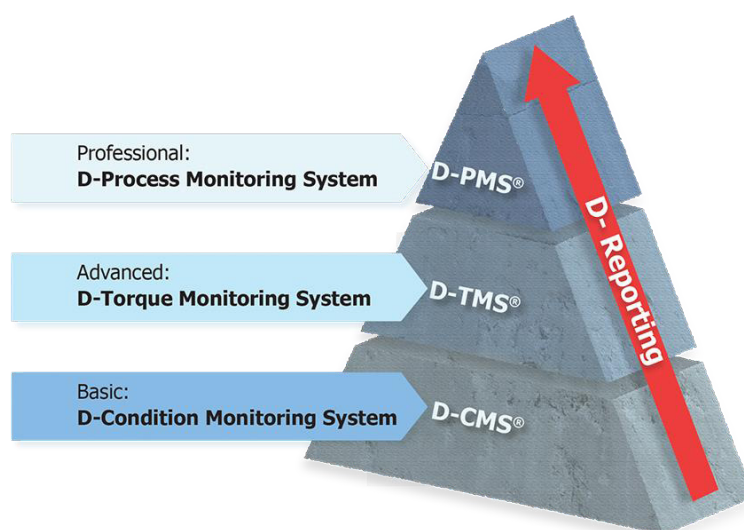 Professional:
D-Process Monitoring System
D-PMS®
Advanced:
D-Torque Monitoring System
D-TMS®
Basic:
D-Condition Monitoring System
D-CMS®
D- Reporting